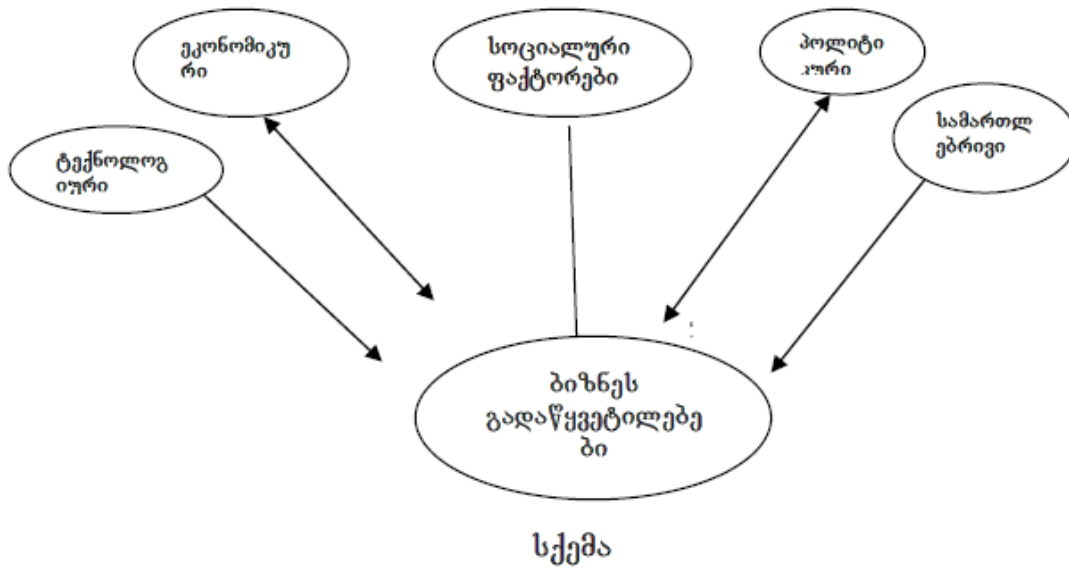 ეკონომიკუ
რი
სოციალური
ფაქტორები
პოლიტი
კური
სამართლ
ებრივი
ტექნოლოგ
იური
ბიზნეს
გადაწყვეტილებე
ბი
სქემა